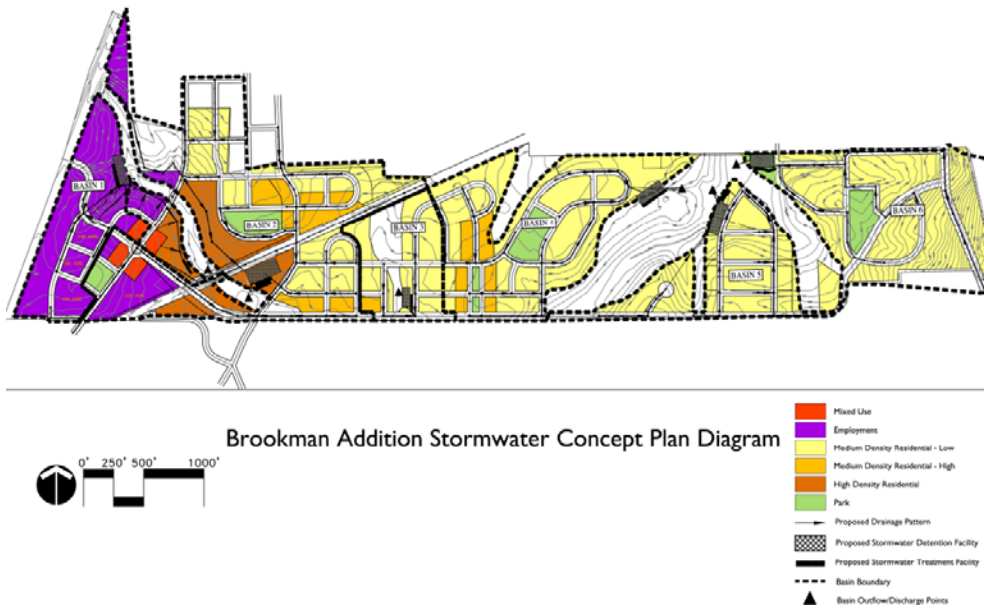 BASIN 1
BASIN 2
BASIN 3
BASIN 4
BASIN 5
BASIN 6
Brookman Addition Stormwater Concept Plan Diagram
0' 250' 500' 1000'
Mixed Use
Employment
Medium Density Residential - Low
Medium Density Residential - High
High Density Residential
Park
Proposed Drainage Pattern
Proposed Stormwater Detention Facility
Proposed Stormwater Treatment Facility
Basin Boundary
Basin Outflow/Discharge Points